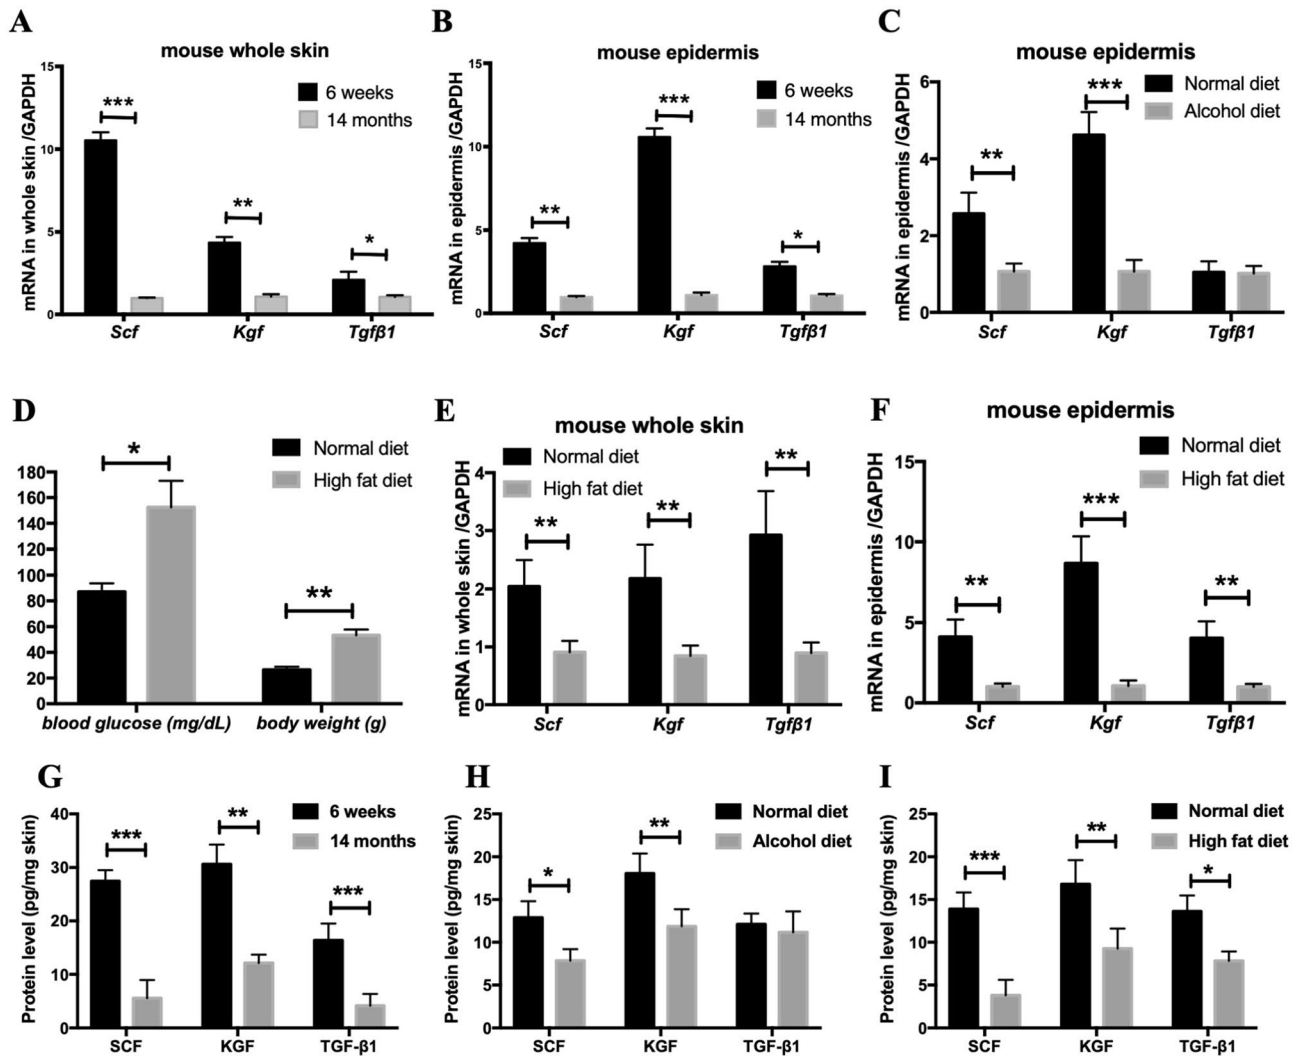 A
mouse whole skin
mRNA in whole skin /GAPDH
15
10
5
0
***
**
*
6 weeks
14 months
Scf Kgf Tgfβ1
B
mouse epidermis
mRNA in epidermis /GAPDH
15
10
5
0
**
***
*
6 weeks
14 months
Scf Kgf Tgfβ1
C
mouse epidermis
mRNA in epidermis /GAPDH
6
4
2
0
**
***
Normal diet
Alcohol diet
Scf Kgf Tgfβ1
D
180
160
140
120
100
80
60
40
20
0
*
**
Normal diet
High fat diet
blood glucose (mg/dL) body weight (g)
E
mouse whole skin
mRNA in whole skin /GAPDH
4
3
2
1
0
Normal diet
High fat diet
**
**
**
Scf Kgf Tgfβ1
F
mouse epidermis
mRNA in epidermis /GAPDH
15
10
5
0
**
***
**
Normal diet
High fat diet
Scf Kgf Tgfβ1
G
Protein level (pg/mg skin)
40
30
20
10
0
***
**
***
6 weeks
14 months
SCF KGF TGF-β1
H
Protein level (pg/mg skin)
25
20
15
10
5
0
*
**
Normal diet
Alcohol diet
SCF KGF TGF-β1
I
Protein level (pg/mg skin)
25
20
15
10
5
0
***
**
*
Normal diet
High fat diet
SCF KGF TGF-β1